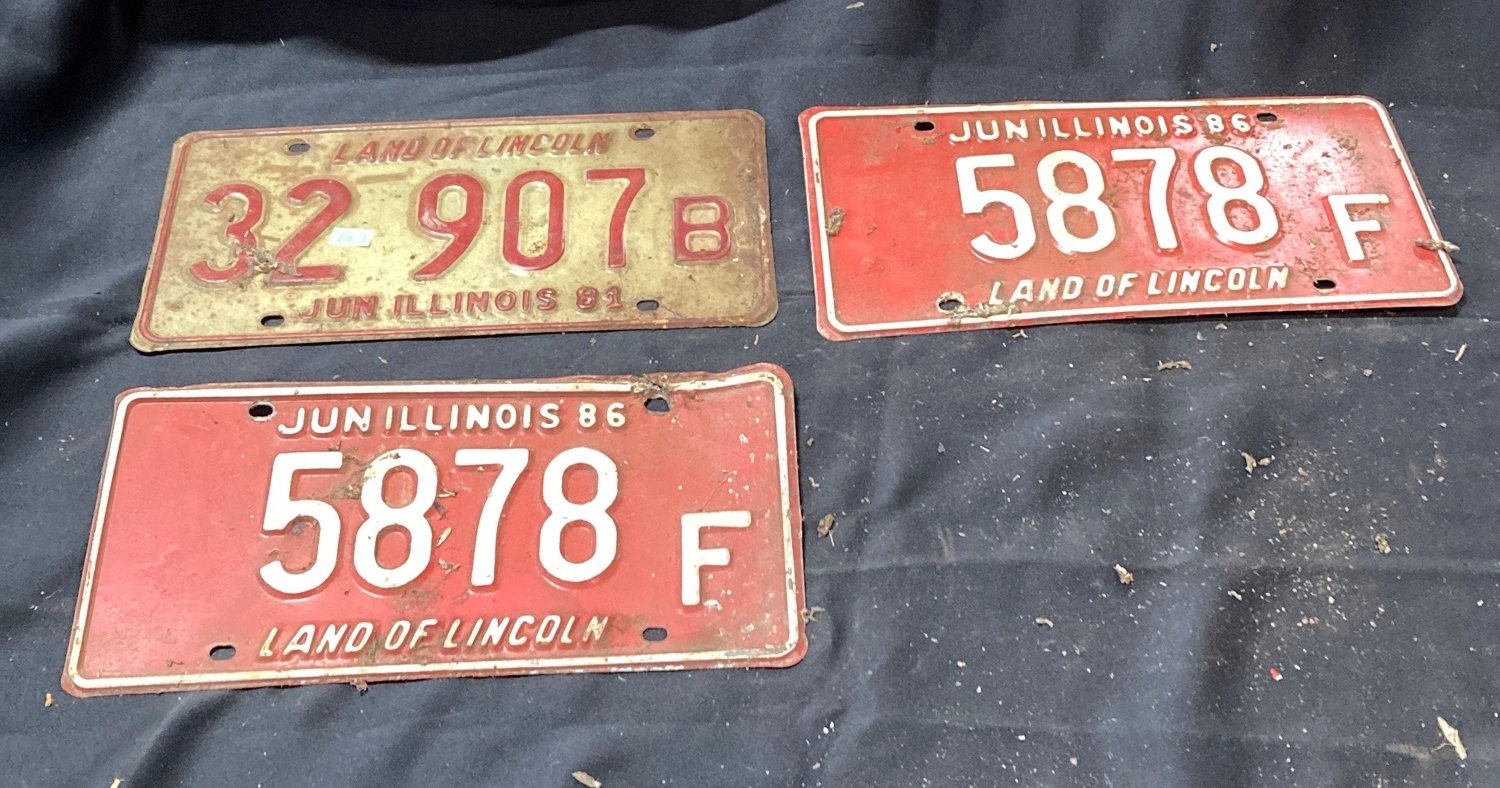 LAND OF LINCOLN
32 907 B
JUN ILLINOIS 81
JUN ILLINOIS 86
5878 F
LAND OF LINCOLN
JUN ILLINOIS 86
5878 F
LAND OF LINCOLN